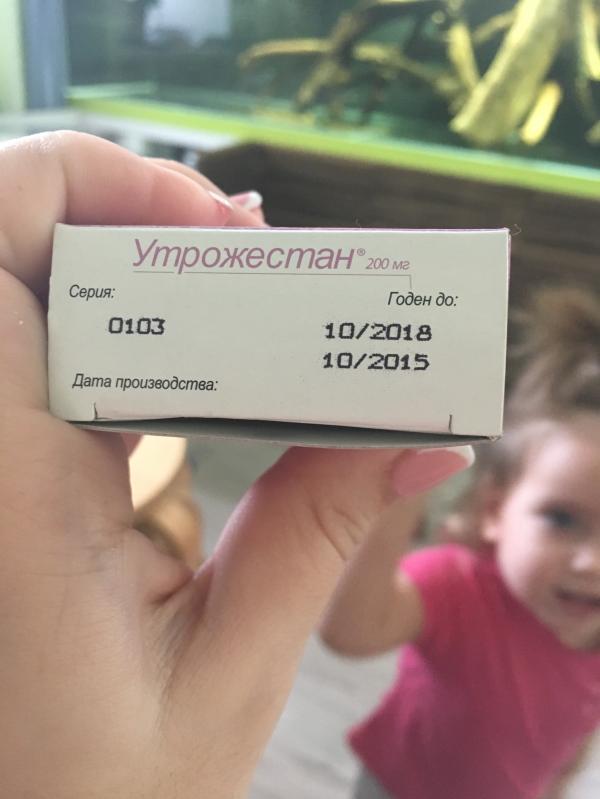 Утрожестан® 200 мг
Серия: Годен до:
0103 10/2018
10/2015
Дата производства: